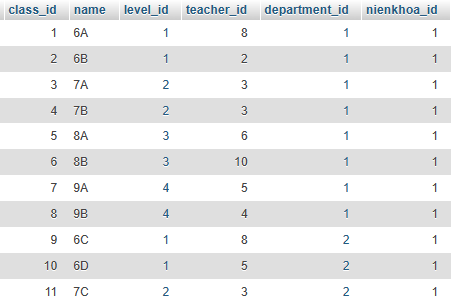 class_id name level_id teacher_id department_id nienkhoa_id
1 6A 1 8 1 1
2 6B 1 2 1 1
3 7A 2 3 1 1
4 7B 2 3 1 1
5 8A 3 6 1 1
6 8B 3 10 1 1
7 9A 4 5 1 1
8 9B 4 4 1 1
9 6C 1 8 2 1
10 6D 1 5 2 1
11 7C 2 3 2 1